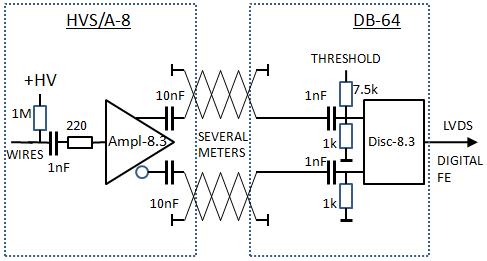 HVS/A-8
DB-64
+HV
THRESHOLD
10nF
1nF
7.5k
1M
220
Ampl-8.3
SEVERAL
METERS
1k
Disc-8.3
LVDS
WIRES
1nF
1nF
DIGITAL
FE
10nF
1k